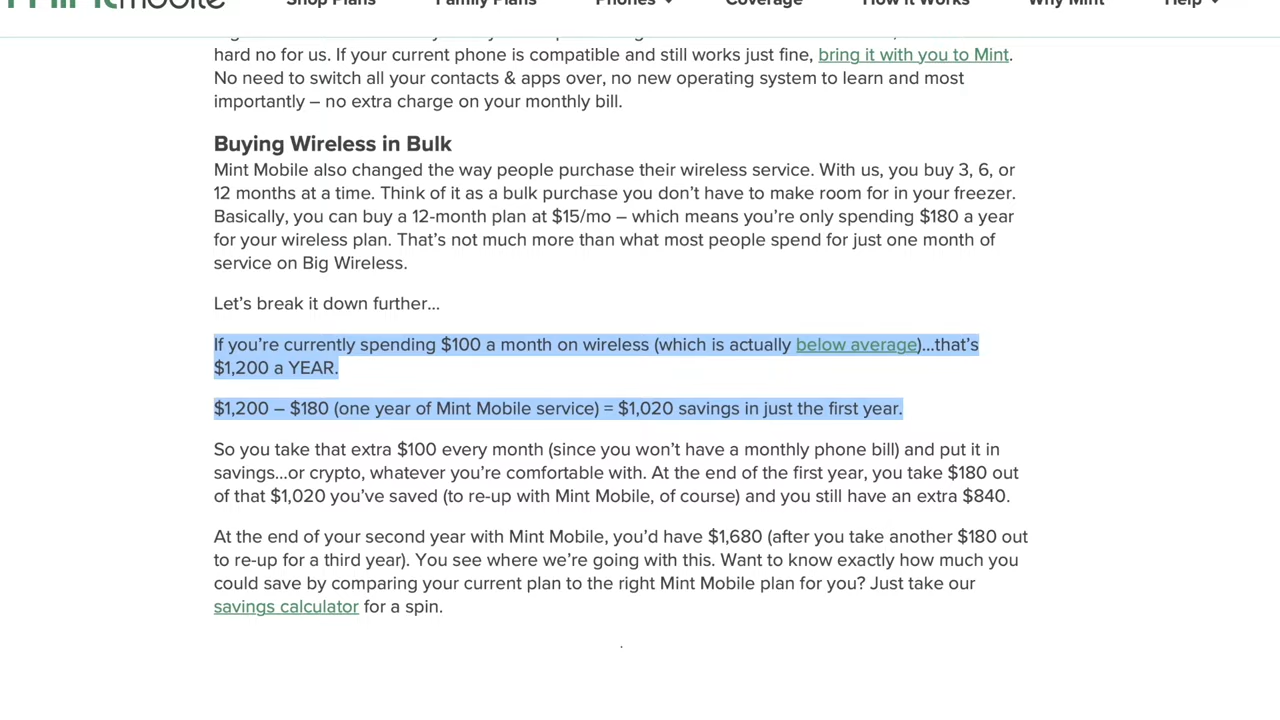 mobile
Shop Plans Family Plans Phones Coverage How it Works Why Mint Help
hard no for us. If your current phone is compatible and still works just fine, bring it with you to Mint.
No need to switch all your contacts & apps over, no new operating system to learn and most
importantly – no extra charge on your monthly bill.
Buying Wireless in Bulk
Mint Mobile also changed the way people purchase their wireless service. With us, you buy 3, 6, or
12 months at a time. Think of it as a bulk purchase you don’t have to make room for in your freezer.
Basically, you can buy a 12-month plan at $15/mo – which means you’re only spending $180 a year
for your wireless plan. That’s not much more than what most people spend for just one month of
service on Big Wireless.
Let’s break it down further…
If you’re currently spending $100 a month on wireless (which is actually below average)…that’s
$1,200 a YEAR.
$1,200 – $180 (one year of Mint Mobile service) = $1,020 savings in just the first year.
So you take that extra $100 every month (since you won’t have a monthly phone bill) and put it in
savings…or crypto, whatever you’re comfortable with. At the end of the first year, you take $180 out
of that $1,020 you’ve saved (to re-up with Mint Mobile, of course) and you still have an extra $840.
At the end of your second year with Mint Mobile, you’d have $1,680 (after you take another $180 out
to re-up for a third year). You see where we’re going with this. Want to know exactly how much you
could save by comparing your current plan to the right Mint Mobile plan for you? Just take our
savings calculator for a spin.